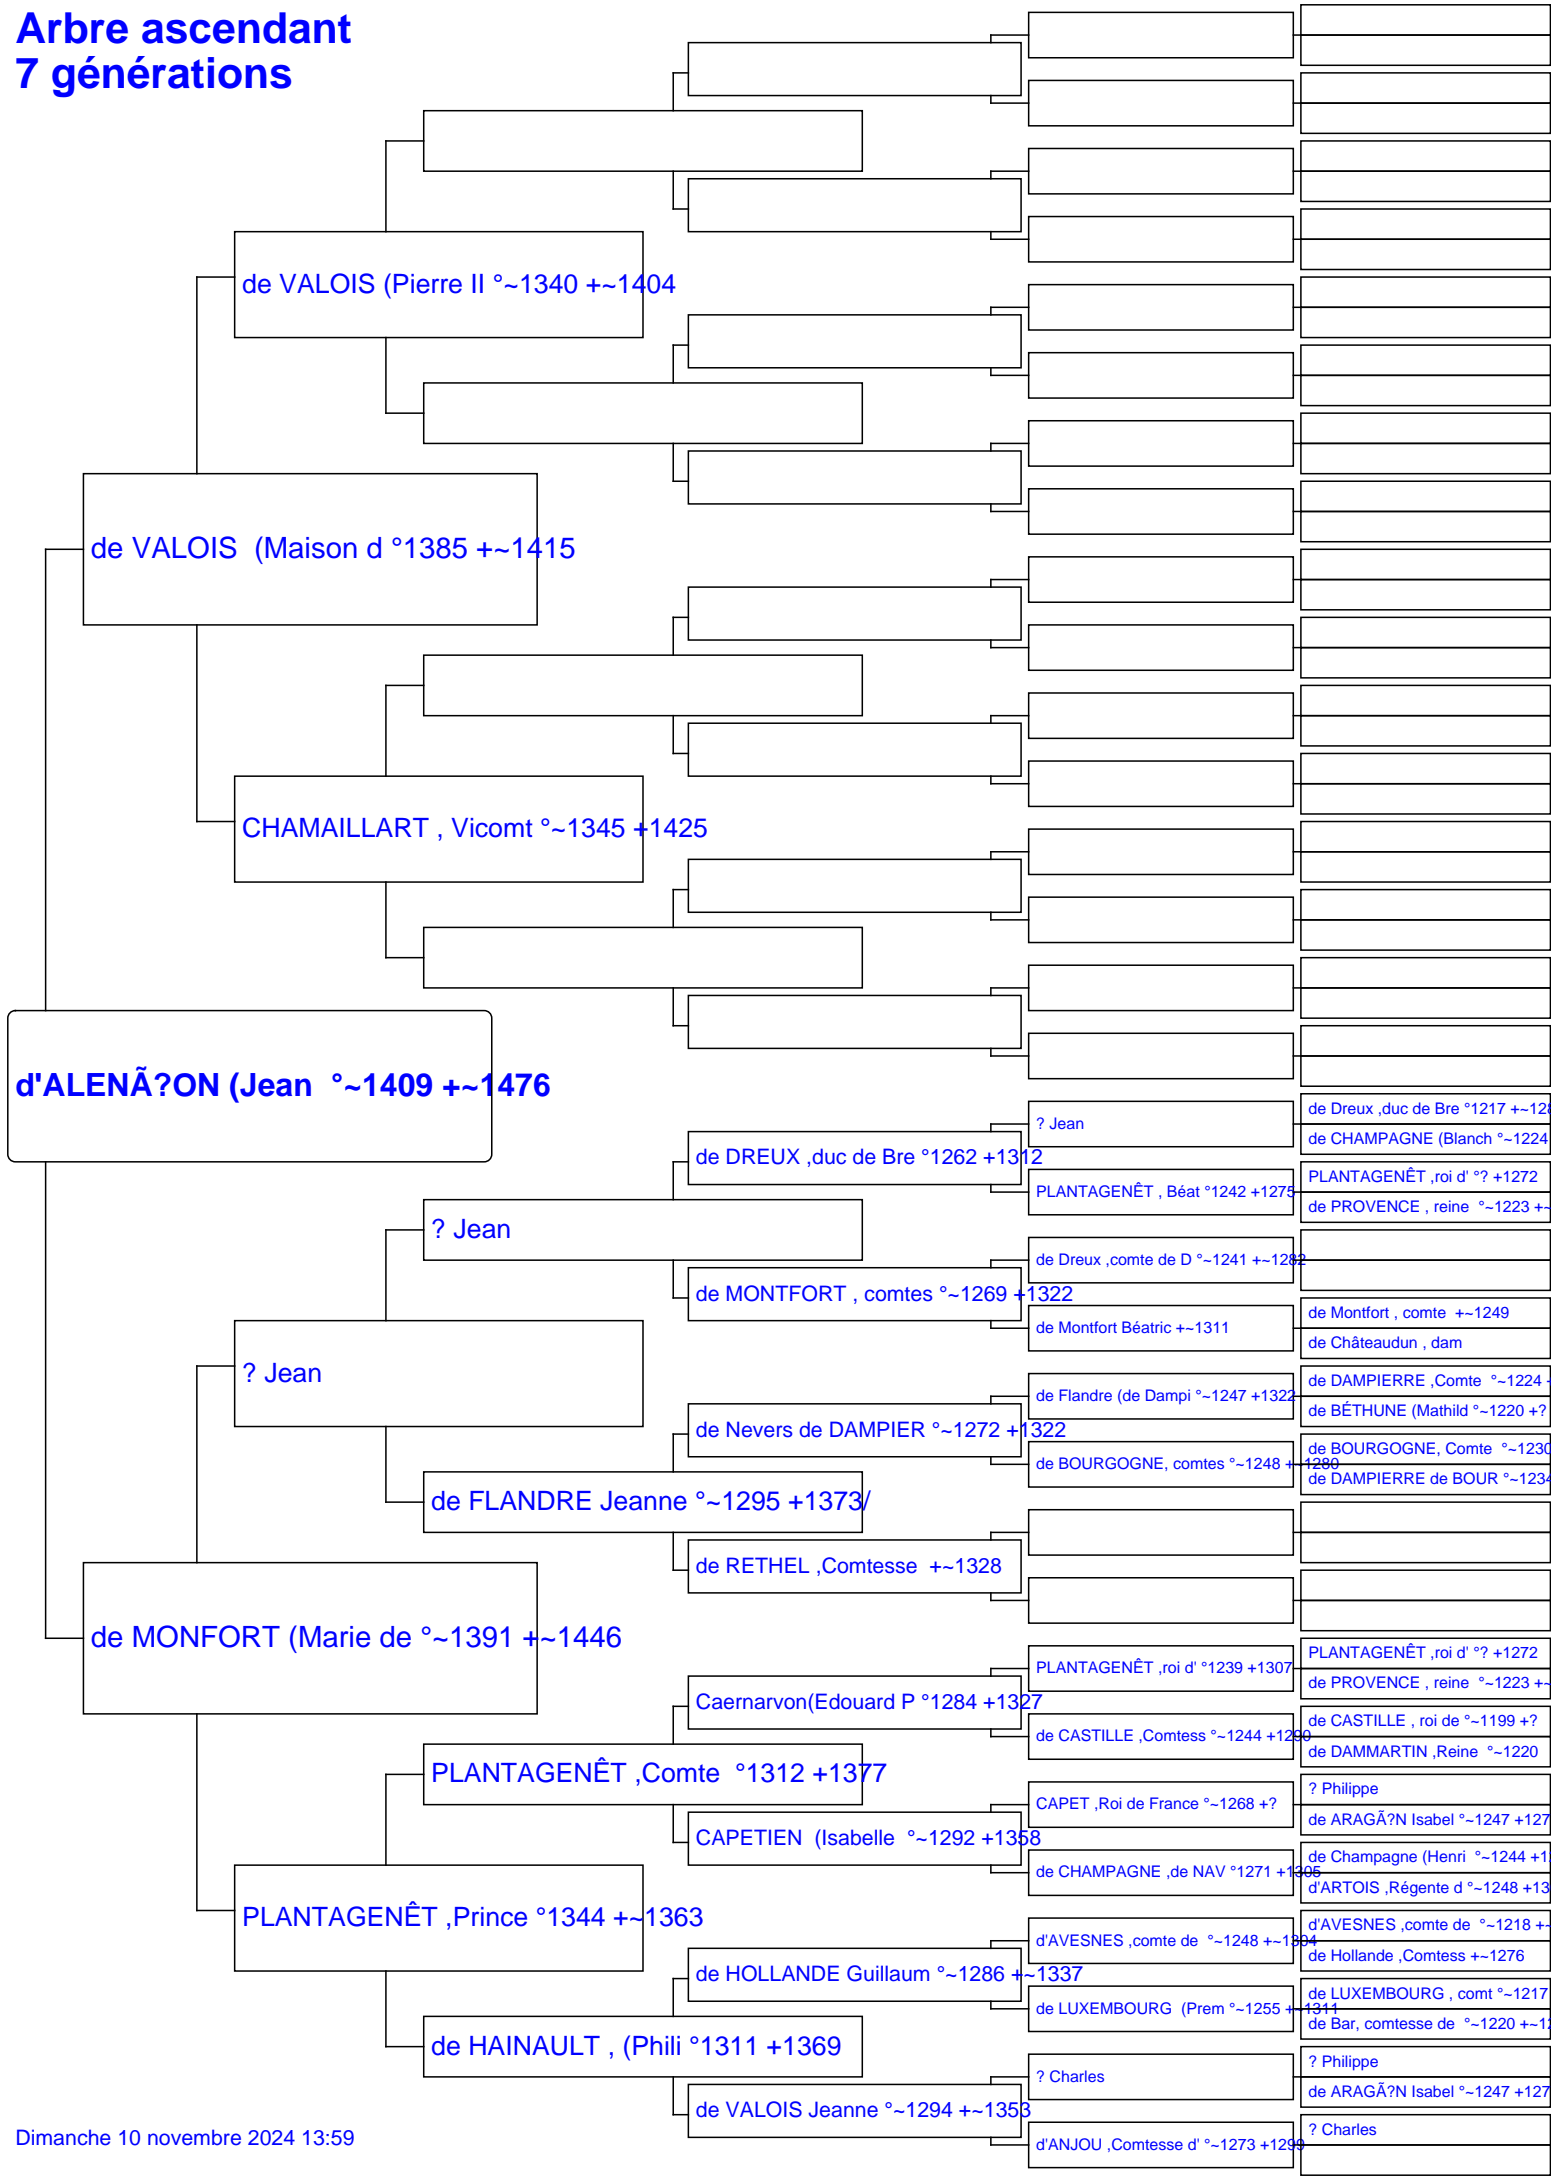 Arbre ascendant
7 générations
de VALOIS (Pierre II °~1340 +~1404
de VALOIS  (Maison d °1385 +~1415
CHAMAILLART , Vicomt °~1345 +1425
d'ALENÃ?ON (Jean  °~1409 +~1476
? Jean
de Dreux ,duc de Bre °1217 +~128
de CHAMPAGNE (Blanch °~1224
de DREUX ,duc de Bre °1262 +1312
PLANTAGENÊT , Béat °1242 +1275
PLANTAGENÊT ,roi d' °? +1272
de PROVENCE , reine  °~1223 +~
? Jean
de Dreux ,comte de D °~1241 +~1282
de MONTFORT , comtes °~1269 +1322
de Montfort Béatric +~1311
de Montfort , comte  +~1249
de Châteaudun , dam
? Jean
de Flandre (de Dampi °~1247 +1322
de DAMPIERRE ,Comte  °~1224 +
de BÉTHUNE (Mathild °~1220 +?
de Nevers de DAMPIER °~1272 +1322
de BOURGOGNE, comtes °~1248 +~1280
de BOURGOGNE, Comte  °~1230
de DAMPIERRE de BOUR °~1234
de FLANDRE Jeanne °~1295 +1373/
de RETHEL ,Comtesse  +~1328
de MONFORT (Marie de °~1391 +~1446
PLANTAGENÊT ,roi d' °1239 +1307
PLANTAGENÊT ,roi d' °? +1272
de PROVENCE , reine  °~1223 +~
Caernarvon(Edouard P °1284 +1327
de CASTILLE ,Comtess °~1244 +1290
de CASTILLE , roi de °~1199 +?
de DAMMARTIN ,Reine  °~1220
PLANTAGENÊT ,Comte  °1312 +1377
CAPET ,Roi de France °~1268 +?
? Philippe
de ARAGÃ?N Isabel °~1247 +127
CAPETIEN  (Isabelle  °~1292 +1358
de CHAMPAGNE ,de NAV °1271 +1305
de Champagne (Henri  °~1244 +12
d'ARTOIS ,Régente d °~1248 +13
PLANTAGENÊT ,Prince °1344 +~1363
d'AVESNES ,comte de  °~1248 +~1304
d'AVESNES ,comte de  °~1218 +~
de Hollande ,Comtess +~1276
de HOLLANDE Guillaum °~1286 +~1337
de LUXEMBOURG  (Prem °~1255 +~1311
de LUXEMBOURG , comt °~1217
de Bar, comtesse de  °~1220 +~12
de HAINAULT , (Phili °1311 +1369
? Charles
? Philippe
de ARAGÃ?N Isabel °~1247 +127
de VALOIS Jeanne °~1294 +~1353
d'ANJOU ,Comtesse d' °~1273 +1299
? Charles
Dimanche 10 novembre 2024 13:59